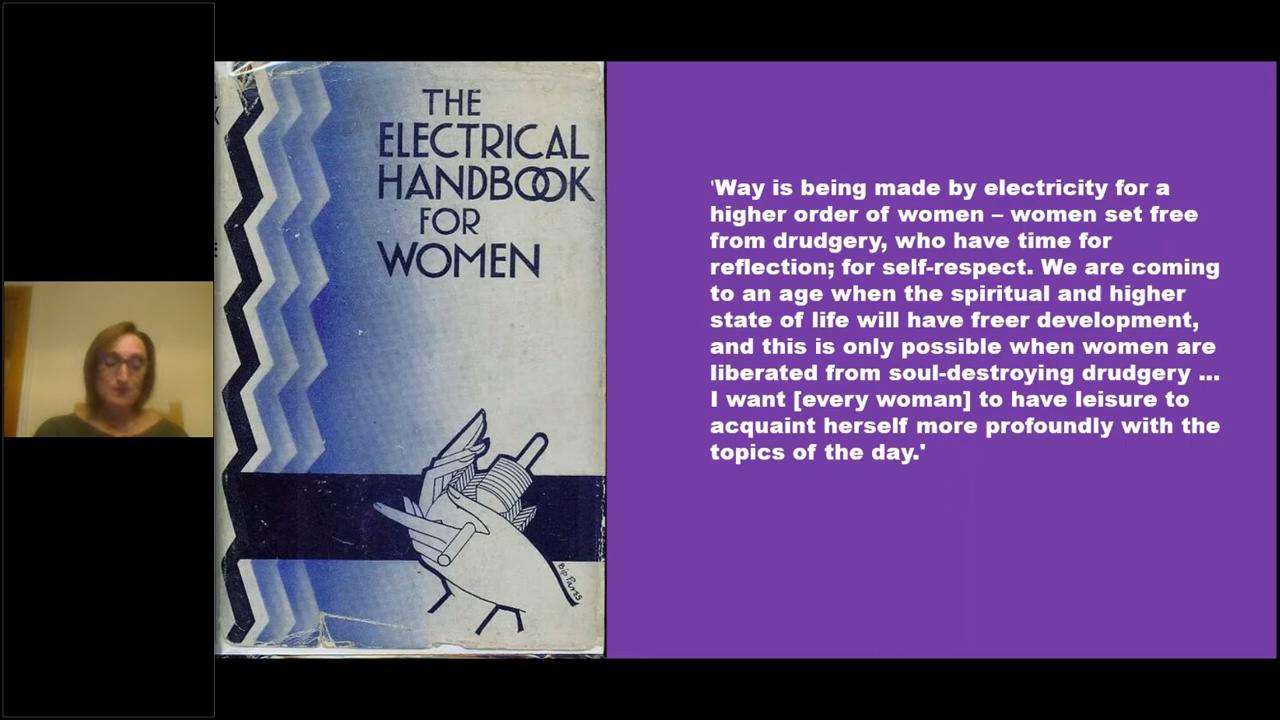 THE
ELECTRICAL
HANDBOOK
FOR
WOMEN
Bip Pares
'Way is being made by electricity for a
higher order of women – women set free
from drudgery, who have time for
reflection; for self-respect. We are coming
to an age when the spiritual and higher
state of life will have freer development,
and this is only possible when women are
liberated from soul-destroying drudgery ...
I want [every woman] to have leisure to
acquaint herself more profoundly with the
topics of the day.'